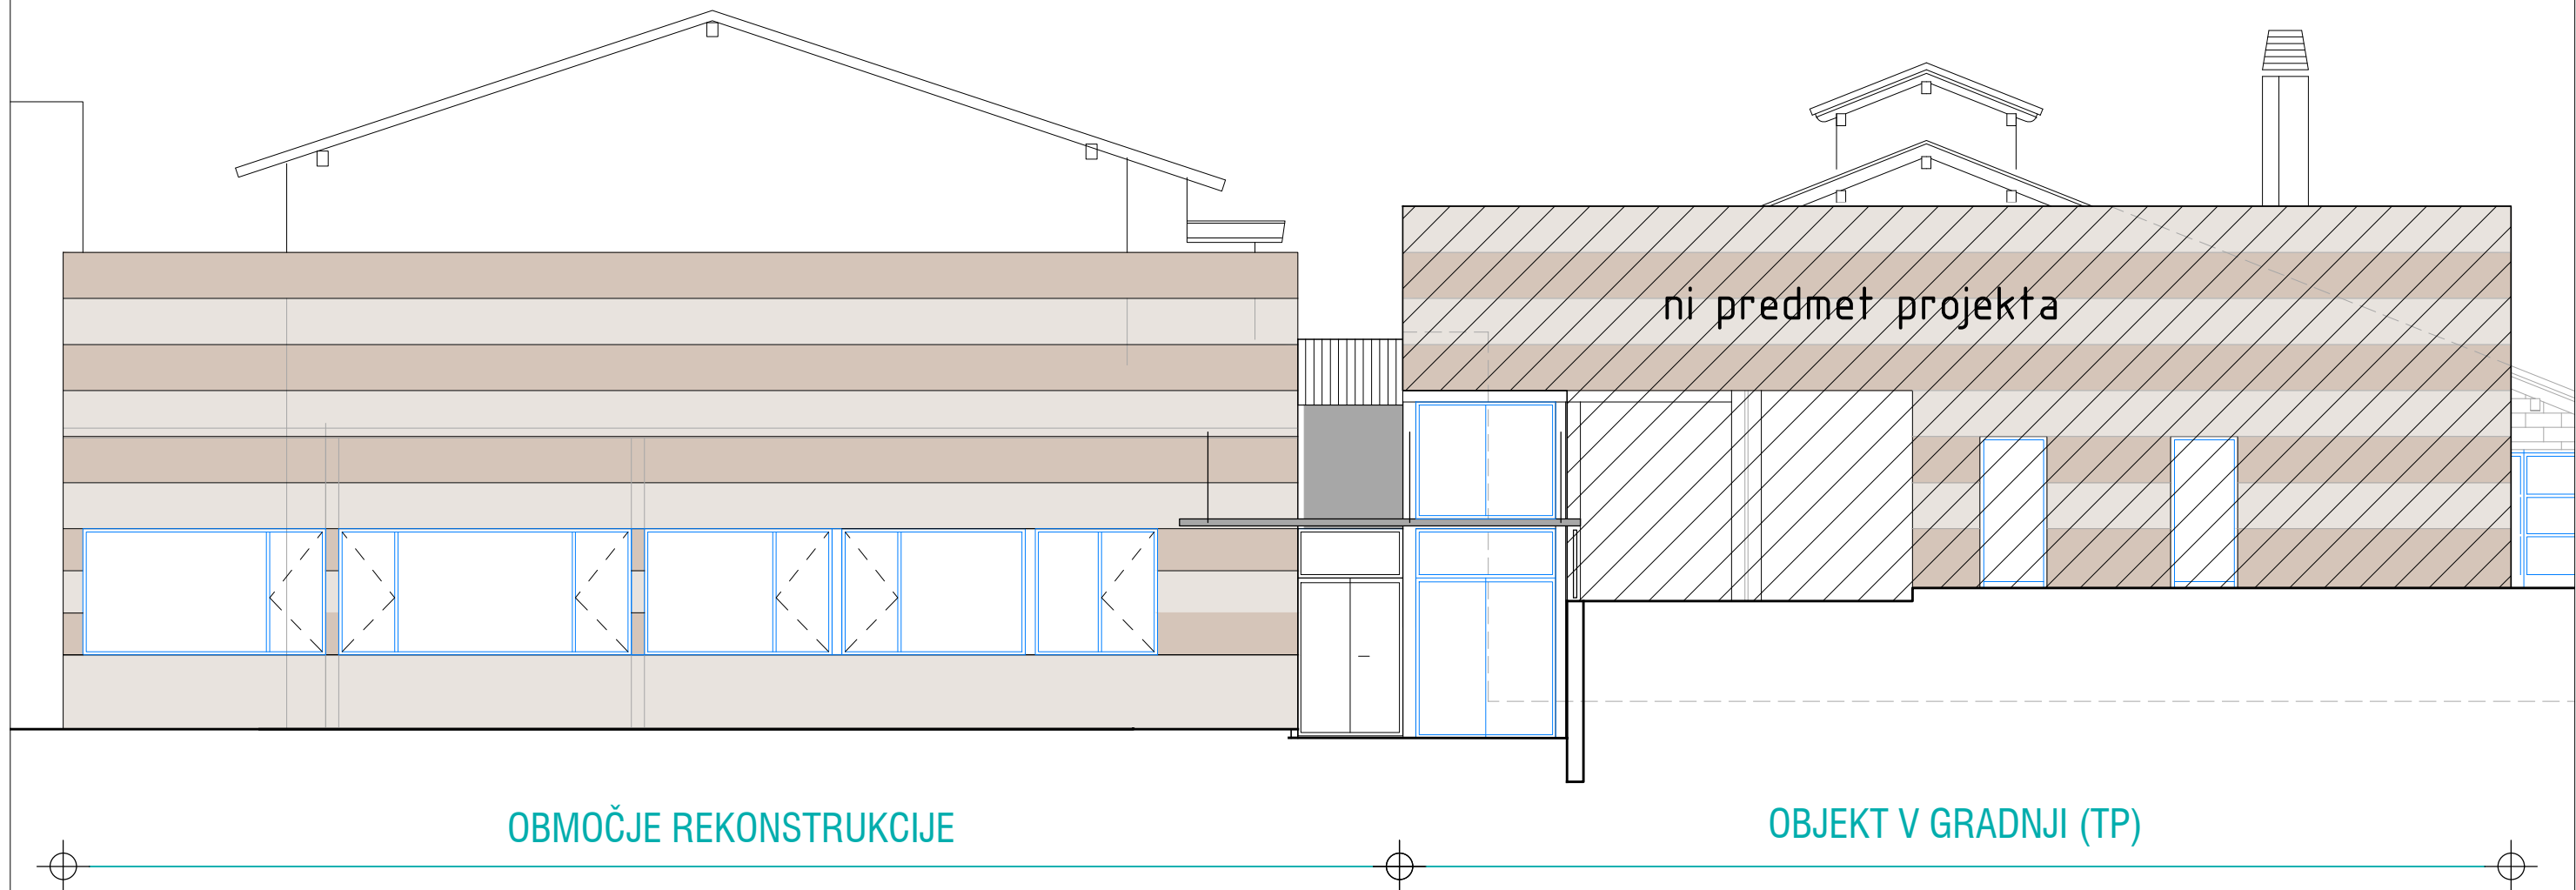 ni predmet projekta
OBMOČJE REKONSTRUKCIJE
OBJEKT V GRADNJI (TP)